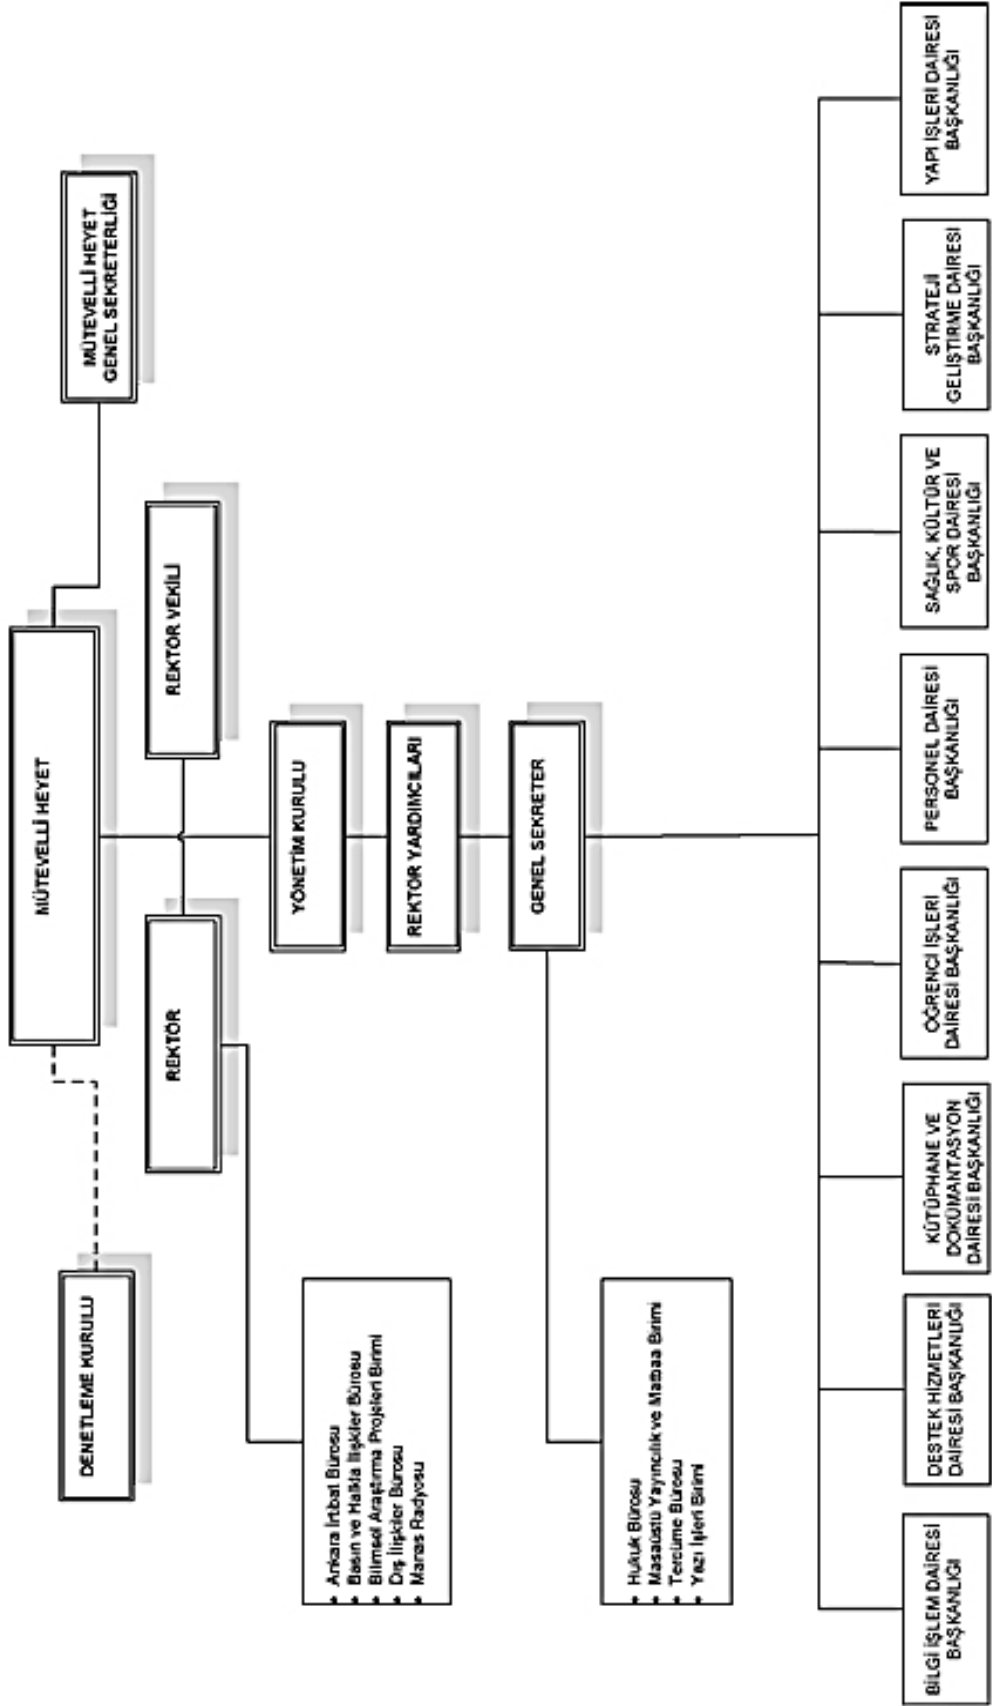 MÜTEVELLİ HEYET
MÜTEVELLİ HEYET
GENEL SEKRETERLİĞİ
DENETLEME KURULU
REKTÖR
REKTÖR VEKİLİ
YÖNETİM KURULU
REKTÖR YARDIMCILARI
GENEL SEKRETER
• Ankara İrtibat Bürosu
• Basın ve Halkla İlişkiler Bürosu
• Bilimsel Araştırma Projeleri Birimi
• Dış İlişkiler Bürosu
• Manas Radyosu
• Hukuk Bürosu
• Masaüstü Yayıncılık ve Matbaa Birimi
• Tercüme Bürosu
• Yazı İşleri Birimi
BİLGİ İŞLEM DAİRESİ
BAŞKANLIĞI
DESTEK HİZMETLERİ
DAİRESİ BAŞKANLIĞI
KÜTÜPHANE VE
DOKÜMANTASYON
DAİRESİ BAŞKANLIĞI
ÖĞRENCİ İŞLERİ
DAİRESİ BAŞKANLIĞI
PERSONEL DAİRESİ
BAŞKANLIĞI
SAĞLIK, KÜLTÜR VE
SPOR DAİRESİ
BAŞKANLIĞI
STRATEJİ
GELİŞTİRME DAİRESİ
BAŞKANLIĞI
YAPI İŞLERİ DAİRESİ
BAŞKANLIĞI